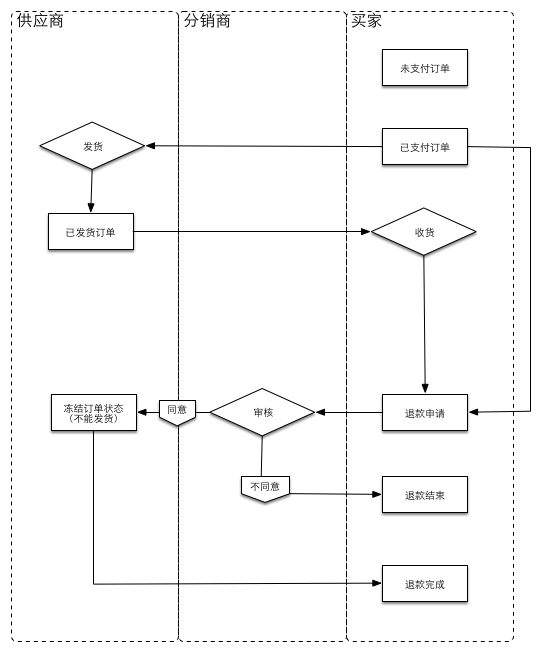 供应商
分销商
买家
未支付订单
发货
已支付订单
已发货订单
收货
冻结订单状态
（不能发货）
同意
审核
退款申请
不同意
退款结束
退款完成